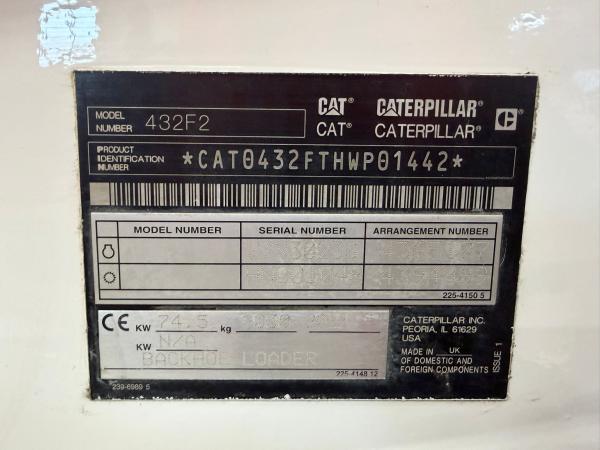 MODEL NUMBER 432F2
CAT® CATERPILLAR®
CAT® CATERPILLAR®
PRODUCT IDENTIFICATION NUMBER *CAT0432FTHWP01442*
MODEL NUMBER SERIAL NUMBER ARRANGEMENT NUMBER
225-4150 5
CE KW 74.5 kg
KW N/A
BACKHOE LOADER
225-4148 12
239-6969 5
CATERPILLAR INC.
PEORIA, IL 61629
USA
MADE IN UK
OF DOMESTIC AND
FOREIGN COMPONENTS
ISSUE 1